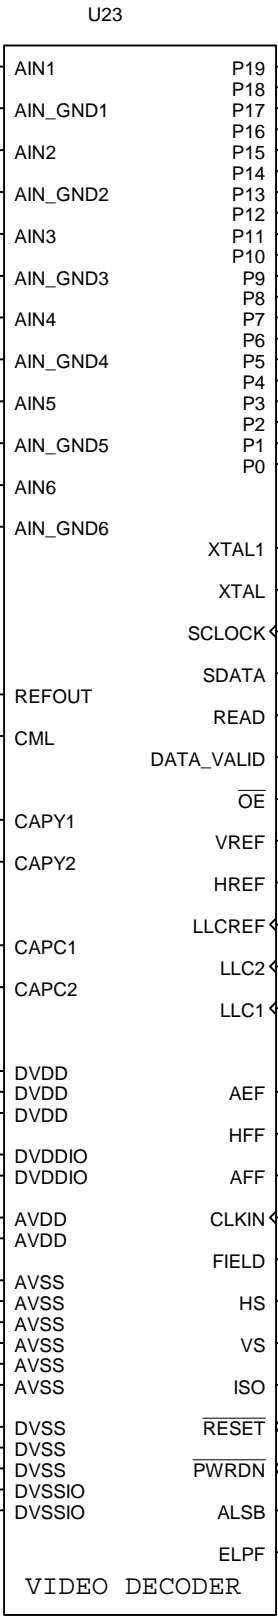 U23
AIN1
AIN_GND1
AIN2
AIN_GND2
AIN3
AIN_GND3
AIN4
AIN_GND4
AIN5
AIN_GND5
AIN6
AIN_GND6
REFOUT
CML
CAPY1
CAPY2
CAPC1
CAPC2
DVDD
DVDD
DVDD
DVDDIO
DVDDIO
AVDD
AVDD
AVSS
AVSS
AVSS
AVSS
AVSS
AVSS
DVSS
DVSS
DVSS
DVSSIO
DVSSIO
P19
P18
P17
P16
P15
P14
P13
P12
P11
P10
P9
P8
P7
P6
P5
P4
P3
P2
P1
P0
XTAL1
XTAL
SCLOCK
SDATA
READ
DATA_VALID
OE
VREF
HREF
LLCREF
LLC2
LLC1
AEF
HFF
AFF
CLKIN
FIELD
HS
VS
ISO
RESET
PWRDN
ALSB
ELPF
VIDEO DECODER